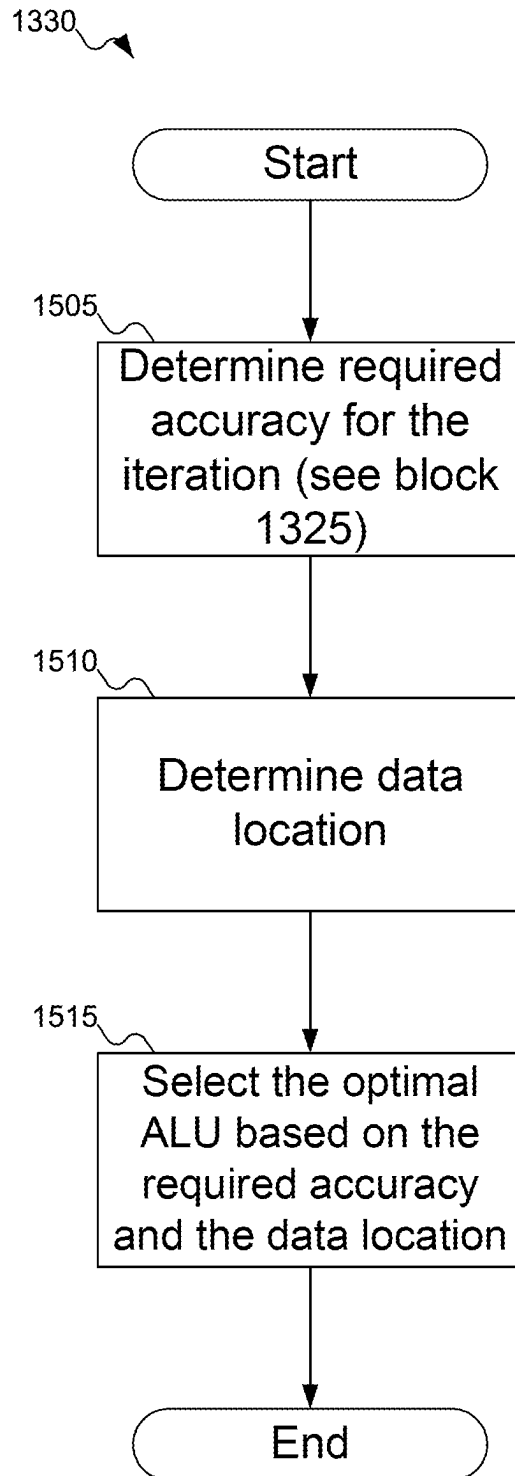 1330
Start
1505
Determine required
accuracy for the
iteration (see block
1325)
1510
Determine data
location
1515
Select the optimal
ALU based on the
required accuracy
and the data location
End